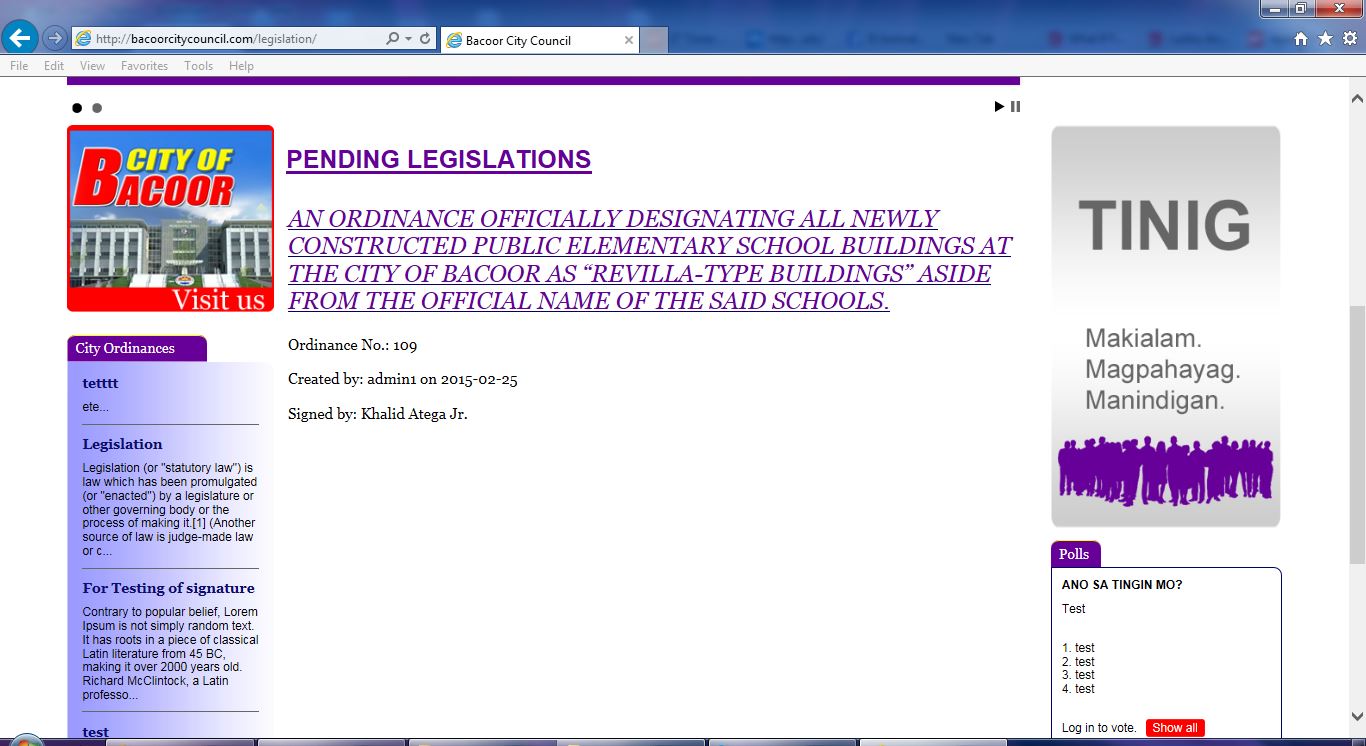 http://bacoorcitycouncil.com/legislation/
Bacoor City Council
File Edit View Favorites Tools Help
CITY OF
BACOOR
Visit us
City Ordinances
tetttt
ete...
Legislation
Legislation (or "statutory law") is
law which has been promulgated
(or "enacted") by a legislature or
other governing body or the
process of making it.[1] (Another
source of law is judge-made law
or c...
For Testing of signature
Contrary to popular belief, Lorem
Ipsum is not simply random text.
It has roots in a piece of classical
Latin literature from 45 BC,
making it over 2000 years old.
Richard McClintock, a Latin
professo...
test
PENDING LEGISLATIONS
AN ORDINANCE OFFICIALLY DESIGNATING ALL NEWLY
CONSTRUCTED PUBLIC ELEMENTARY SCHOOL BUILDINGS AT
THE CITY OF BACOOR AS “REVILLA-TYPE BUILDINGS” ASIDE
FROM THE OFFICIAL NAME OF THE SAID SCHOOLS.
Ordinance No.: 109
Created by: admin1 on 2015-02-25
Signed by: Khalid Atega Jr.
TINIG
Makialam.
Magpahayag.
Manindigan.
Polls
ANO SA TINGIN MO?
Test
1. test
2. test
3. test
4. test
Log in to vote. Show all